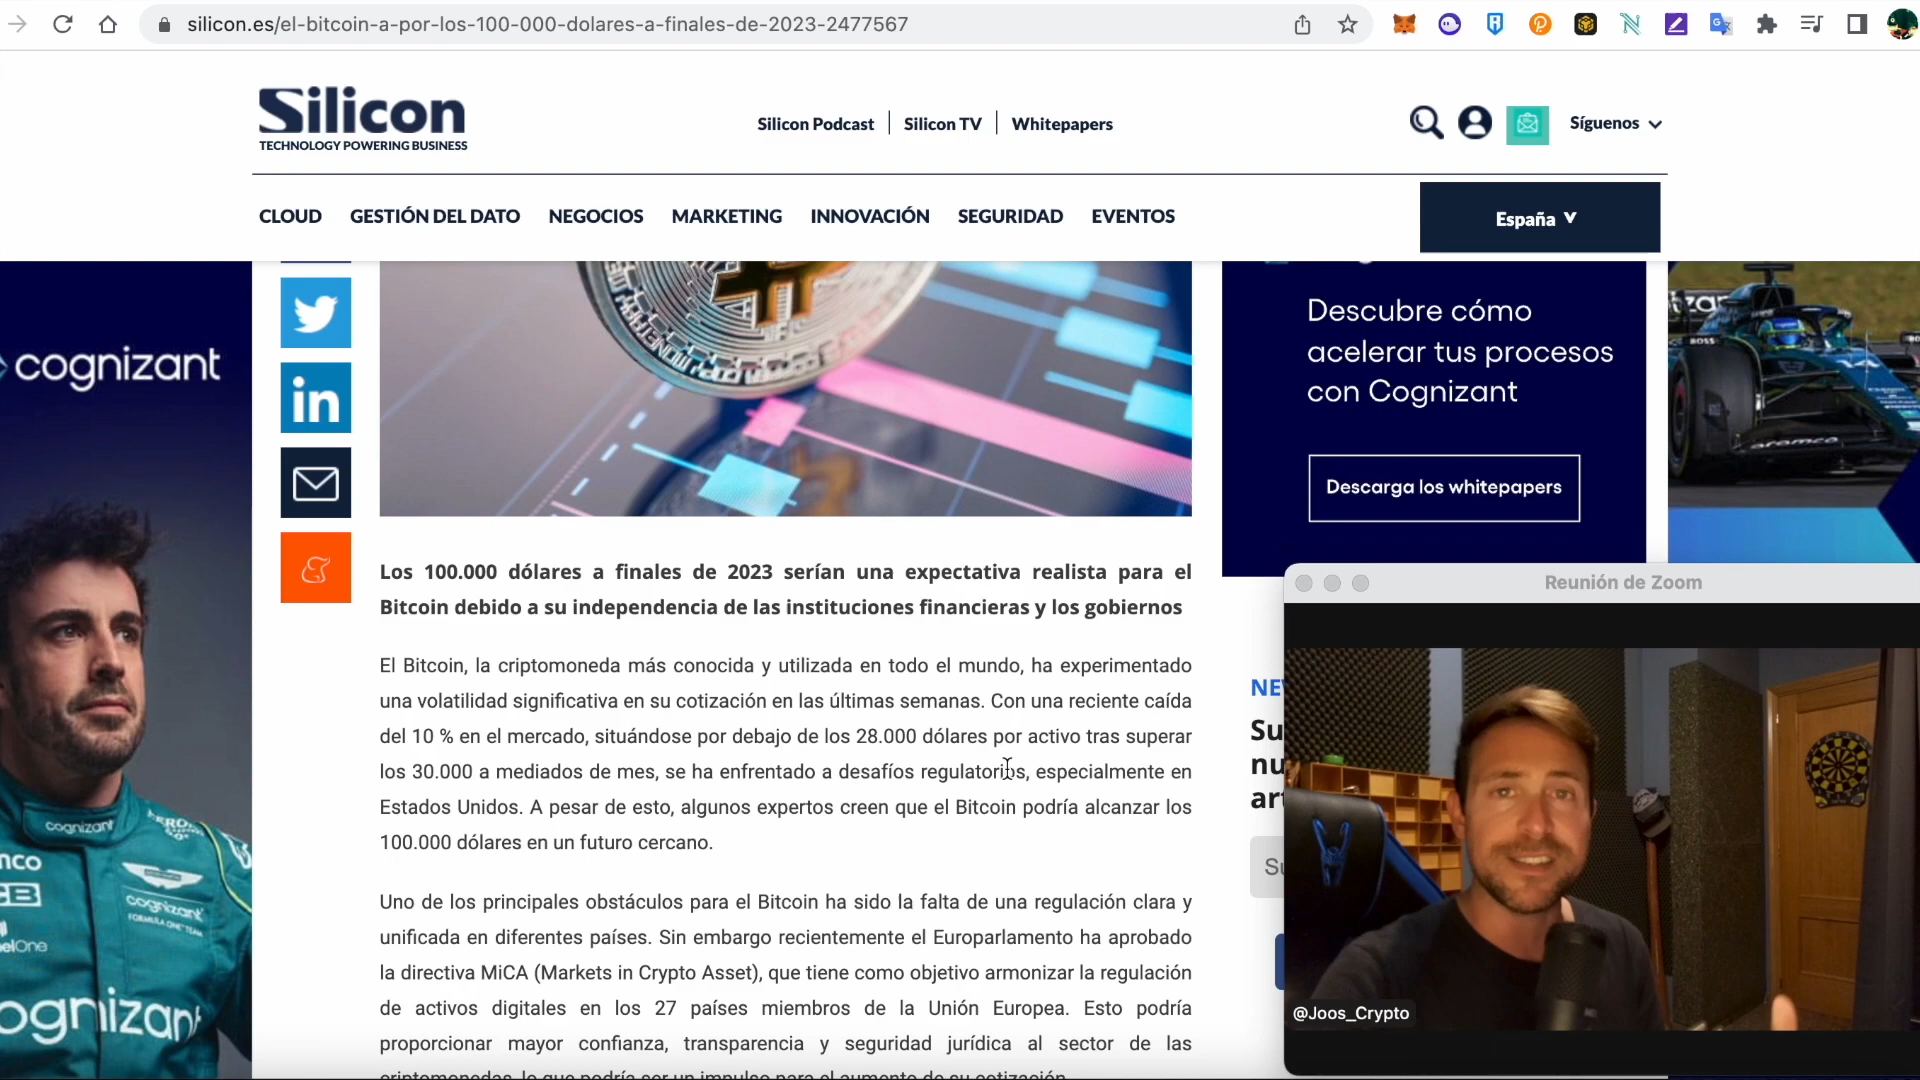 silicon.es/el-bitcoin-a-por-los-100-000-dolares-a-finales-de-2023-2477567
Silicon
TECHNOLOGY POWERING BUSINESS
Silicon Podcast
Silicon TV
Whitepapers
Síguenos
CLOUD
GESTIÓN DEL DATO
NEGOCIOS
MARKETING
INNOVACIÓN
SEGURIDAD
EVENTOS
España
cognizant
in
Descubre cómo
acelerar tus procesos
con Cognizant
Descarga los whitepapers
BOSS
aramco
Los 100.000 dólares a finales de 2023 serían una expectativa realista para el
Bitcoin debido a su independencia de las instituciones financieras y los gobiernos
El Bitcoin, la criptomoneda más conocida y utilizada en todo el mundo, ha experimentado
una volatilidad significativa en su cotización en las últimas semanas. Con una reciente caída
del 10 % en el mercado, situándose por debajo de los 28.000 dólares por activo tras superar
los 30.000 a mediados de mes, se ha enfrentado a desafíos regulatorios, especialmente en
Estados Unidos. A pesar de esto, algunos expertos creen que el Bitcoin podría alcanzar los
100.000 dólares en un futuro cercano.
Uno de los principales obstáculos para el Bitcoin ha sido la falta de una regulación clara y
unificada en diferentes países. Sin embargo recientemente el Europarlamento ha aprobado
la directiva MiCA (Markets in Crypto Asset), que tiene como objetivo armonizar la regulación
de activos digitales en los 27 países miembros de la Unión Europea. Esto podría
proporcionar mayor confianza, transparencia y seguridad jurídica al sector de las
criptomonedas, lo que podría ser un impulso para el aumento de su cotización.
cognizant
cognizant
FORMULA ONE TEAM
ognizant
Reunión de Zoom
@Joos_Crypto